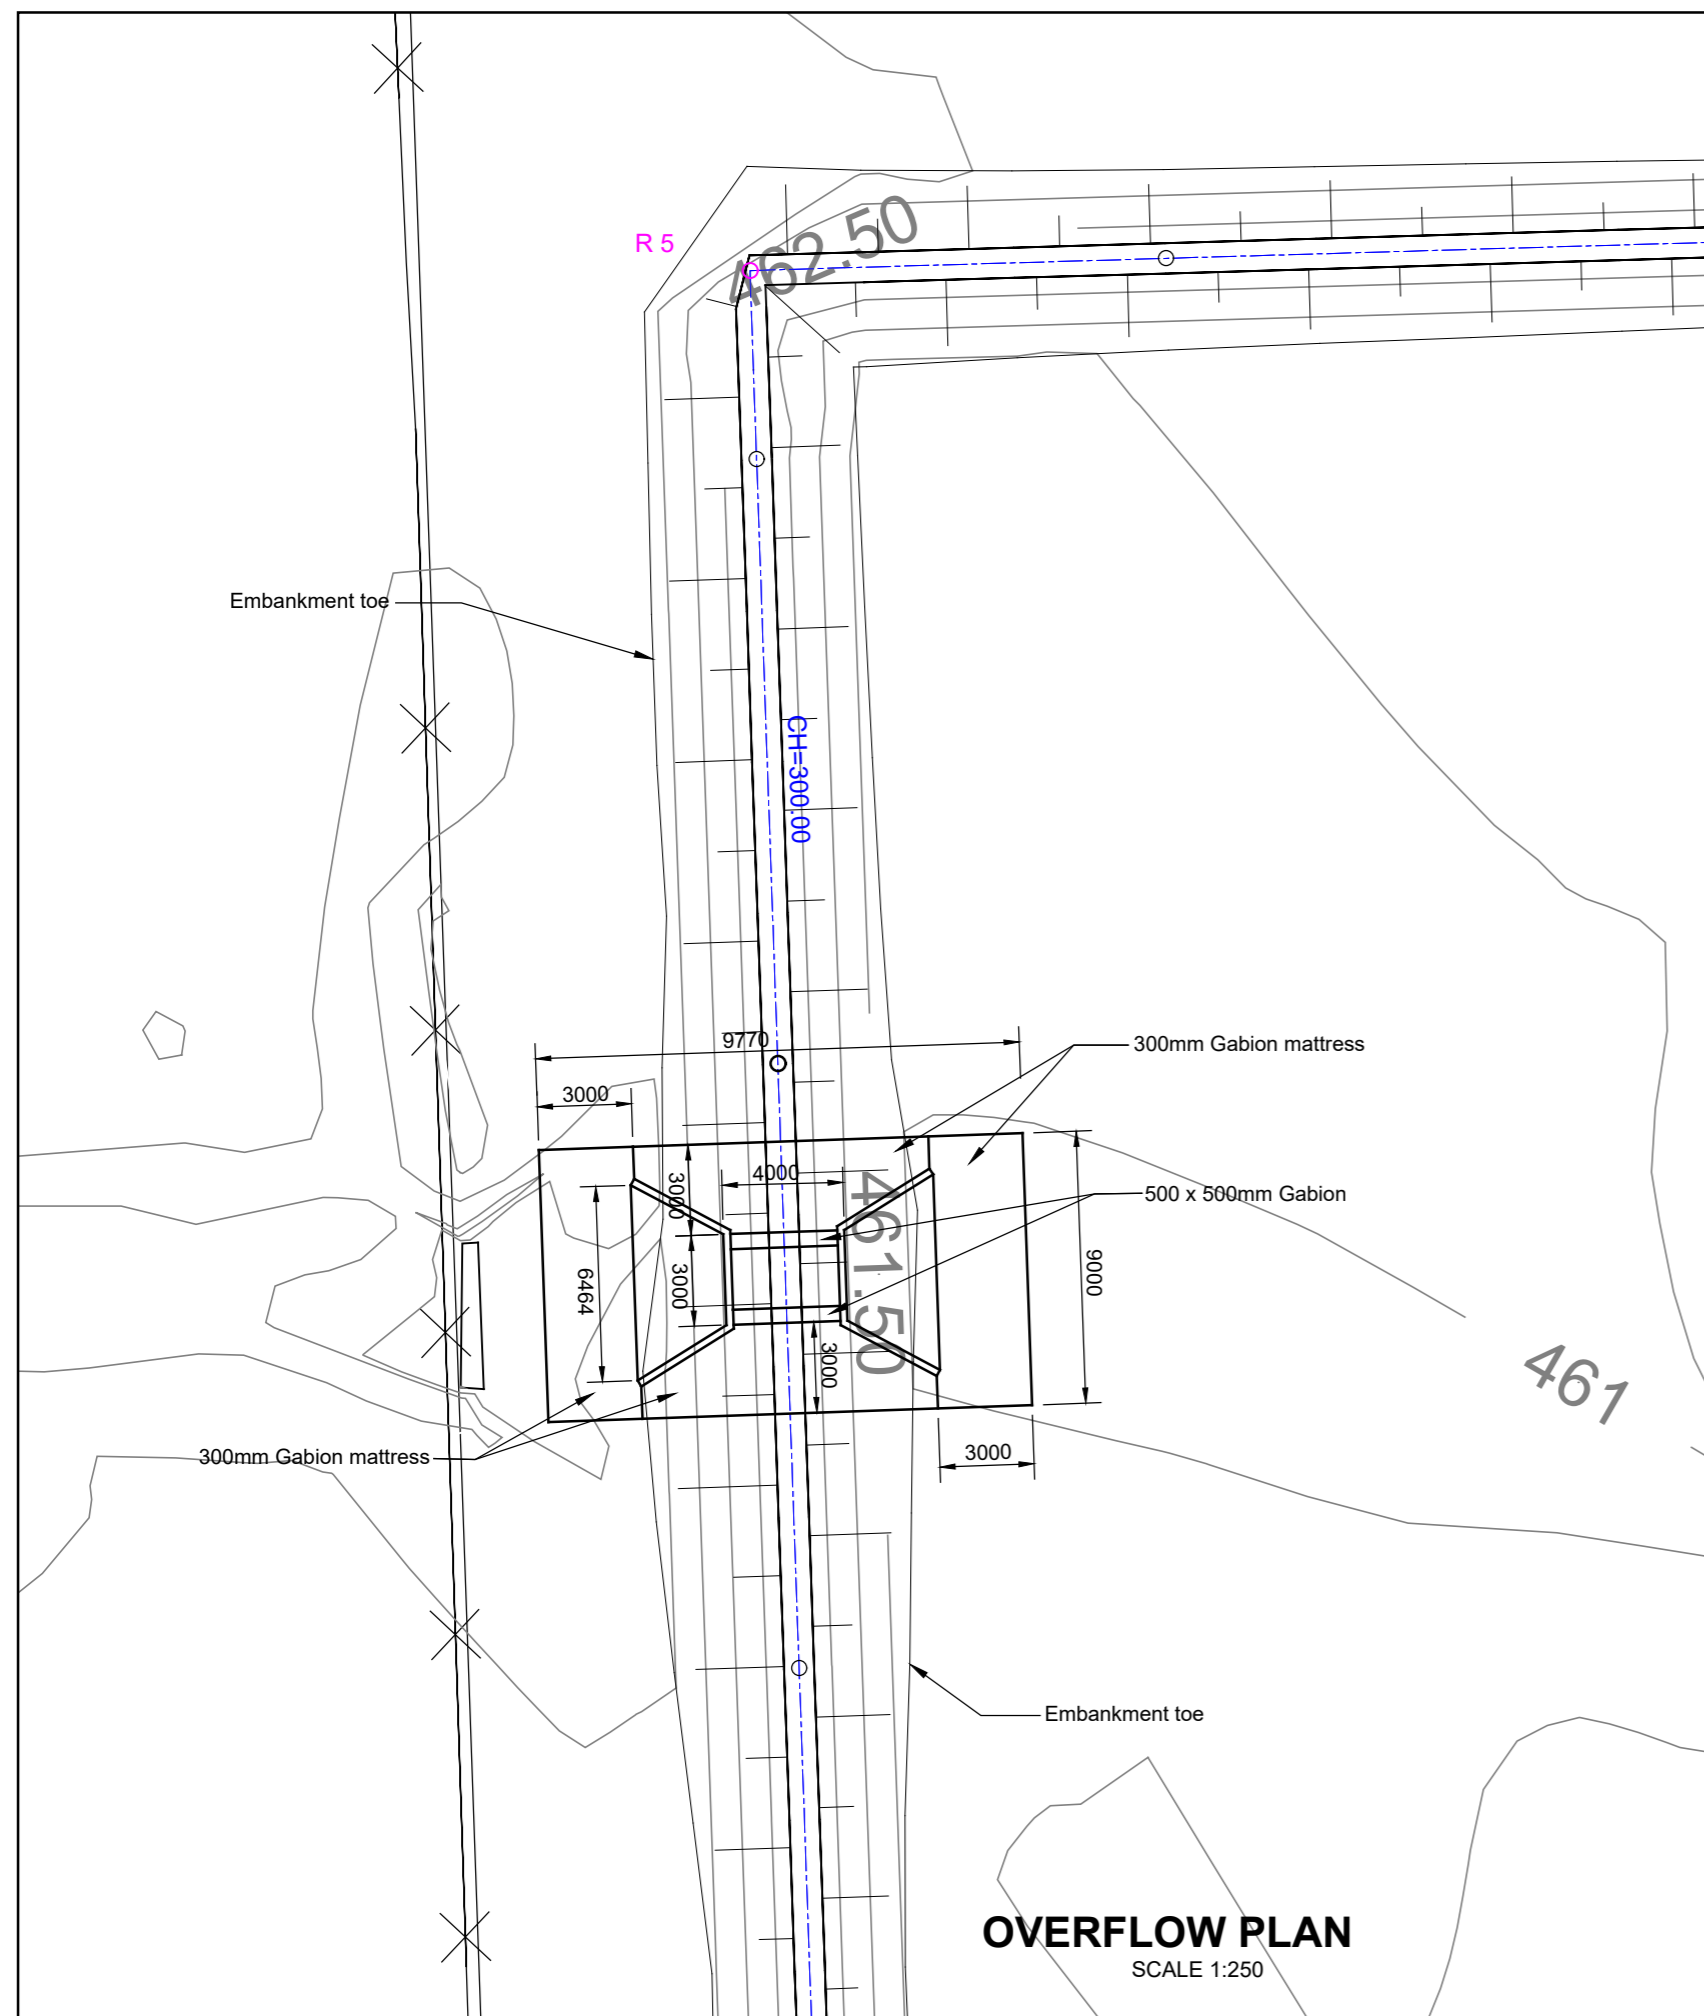 R 5
462.50
Embankment toe
CH=300.00
9770
300mm Gabion mattress
3000
3000
4000
461.50
500 x 500mm Gabion
6464
3000
9000
3000
461
300mm Gabion mattress
3000
Embankment toe
OVERFLOW PLAN
SCALE 1:250